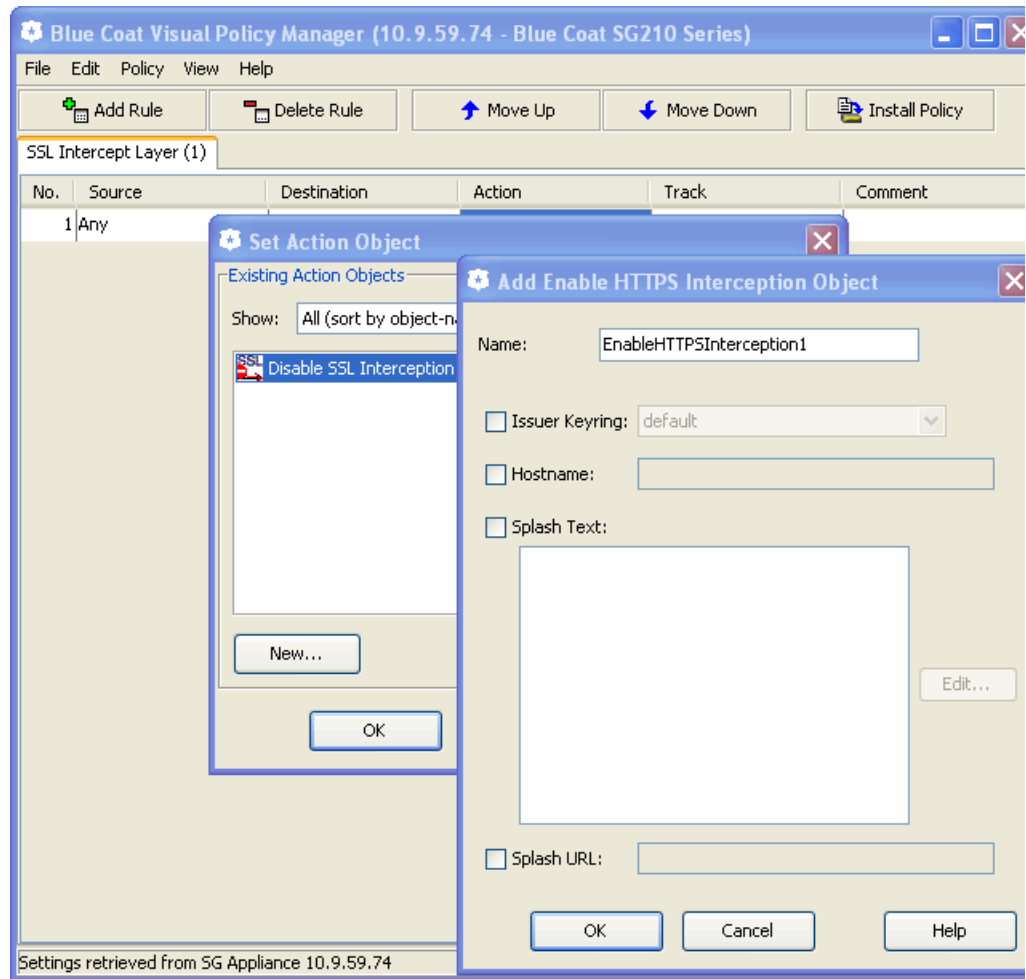 Blue Coat Visual Policy Manager (10.9.59.74 - Blue Coat SG210 Series)
File Edit Policy View Help
Add Rule Delete Rule Move Up Move Down Install Policy
SSL Intercept Layer (1)
No. Source Destination Action Track Comment
1 Any
Set Action Object
Existing Action Objects
Show: All (sort by object-na
SSL Disable SSL Interception
New...
OK
Add Enable HTTPS Interception Object
Name: EnableHTTPSInterception1
Issuer Keyring: default
Hostname:
Splash Text:
Edit...
Splash URL:
OK Cancel Help
Settings retrieved from SG Appliance 10.9.59.74